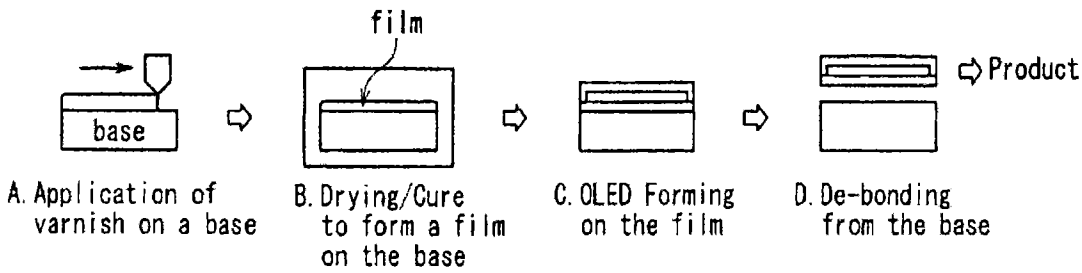 film
base
Product
A. Application of
varnish on a base
B. Drying/Cure
to form a film
on the base
C. OLED Forming
on the film
D. De-bonding
from the base